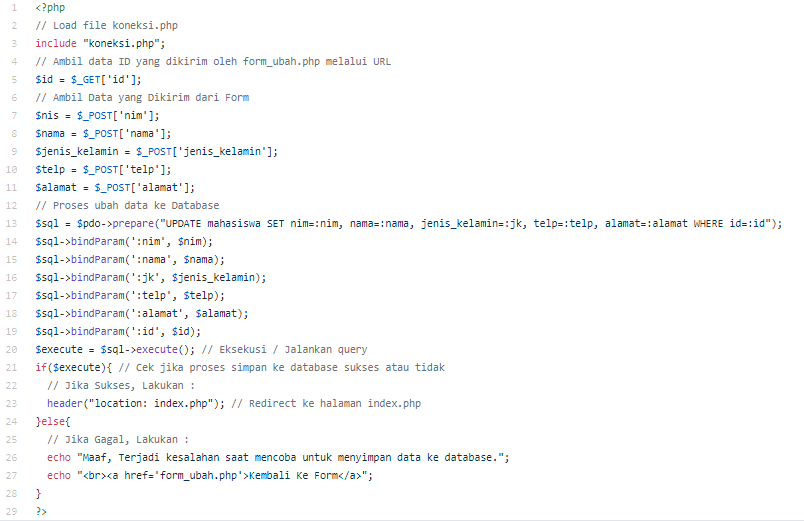 1 <?php
2 // Load file koneksi.php
3 include "koneksi.php";
4 // Ambil data ID yang dikirim oleh form_ubah.php melalui URL
5 $id = $_GET['id'];
6 // Ambil Data yang Dikirim dari Form
7 $nis = $_POST['nim'];
8 $nama = $_POST['nama'];
9 $jenis_kelamin = $_POST['jenis_kelamin'];
10 $telp = $_POST['telp'];
11 $alamat = $_POST['alamat'];
12 // Proses ubah data ke Database
13 $sql = $pdo->prepare("UPDATE mahasiswa SET nim=:nim, nama=:nama, jenis_kelamin=:jk, telp=:telp, alamat=:alamat WHERE id=:id");
14 $sql->bindParam(':nim', $nim);
15 $sql->bindParam(':nama', $nama);
16 $sql->bindParam(':jk', $jenis_kelamin);
17 $sql->bindParam(':telp', $telp);
18 $sql->bindParam(':alamat', $alamat);
19 $sql->bindParam(':id', $id);
20 $execute = $sql->execute(); // Eksekusi / Jalankan query
21 if($execute){ // Cek jika proses simpan ke database sukses atau tidak
22   // Jika Sukses, Lakukan :
23   header("location: index.php"); // Redirect ke halaman index.php
24 }else{
25   // Jika Gagal, Lakukan :
26   echo "Maaf, Terjadi kesalahan saat mencoba untuk menyimpan data ke database.";
27   echo "<br><a href='form_ubah.php'>Kembali Ke Form</a>";
28 }
29 ?>